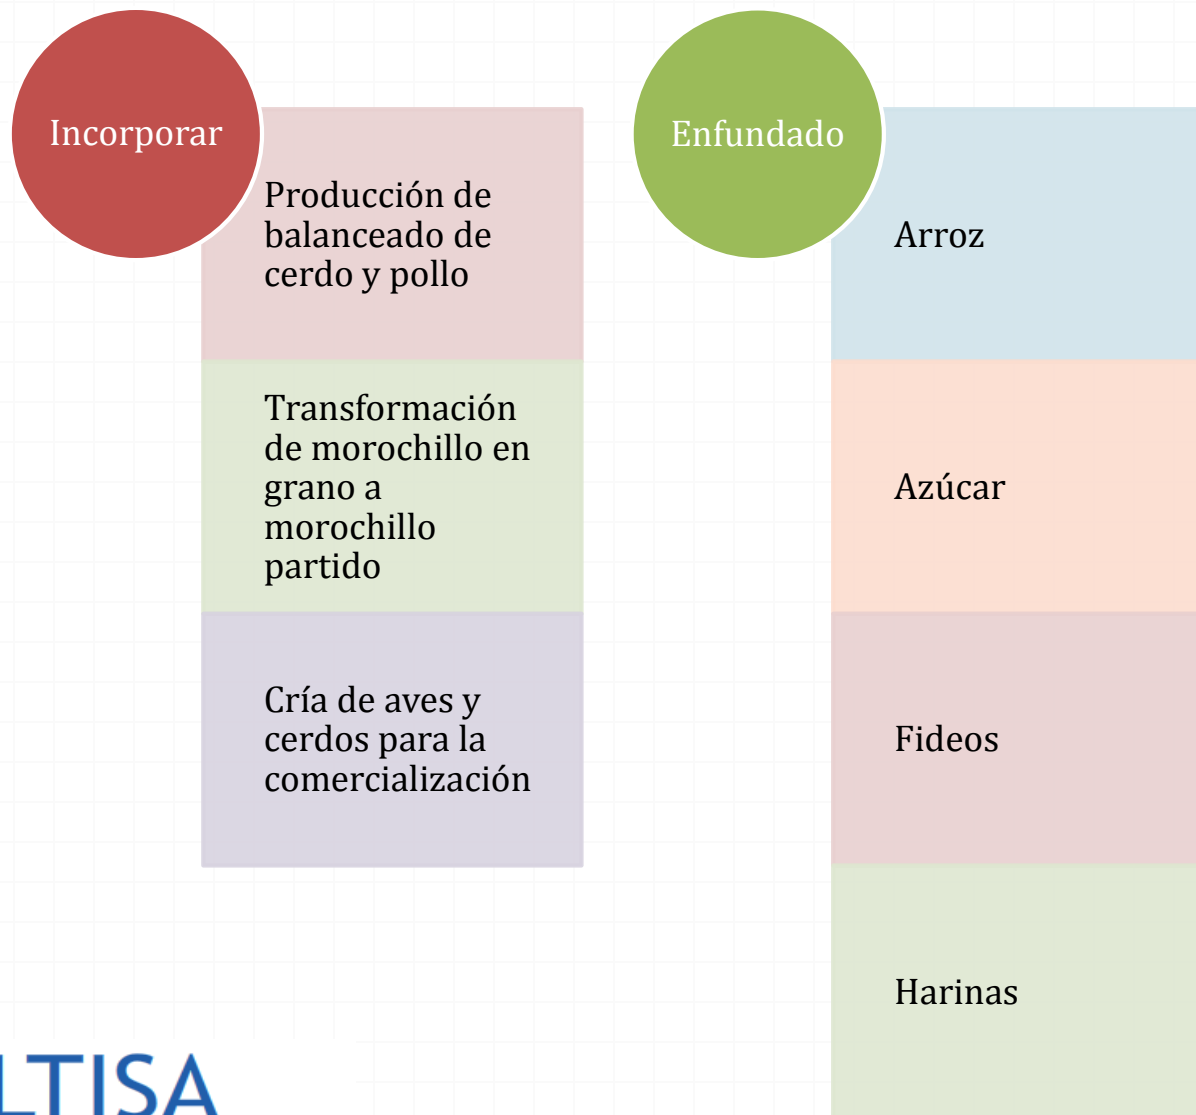 Incorporar
Producción de
balanceado de
cerdo y pollo
Transformación
de morochillo en
grano a
morochillo
partido
Cría de aves y
cerdos para la
comercialización
Enfundado
Arroz
Azúcar
Fideos
Harinas
LTISA